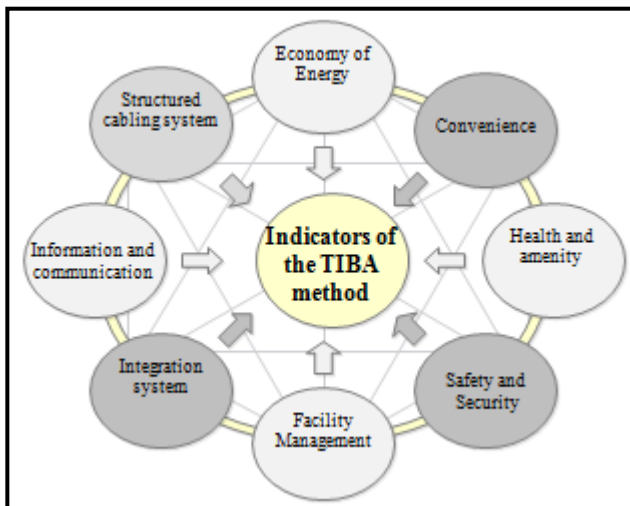 Economy of
Energy
Structured
cabling system
Convenience
Information and
communication
Indicators of
the TIBA
method
Health and
amenity
Integration
system
Safety and
Security
Facility
Management